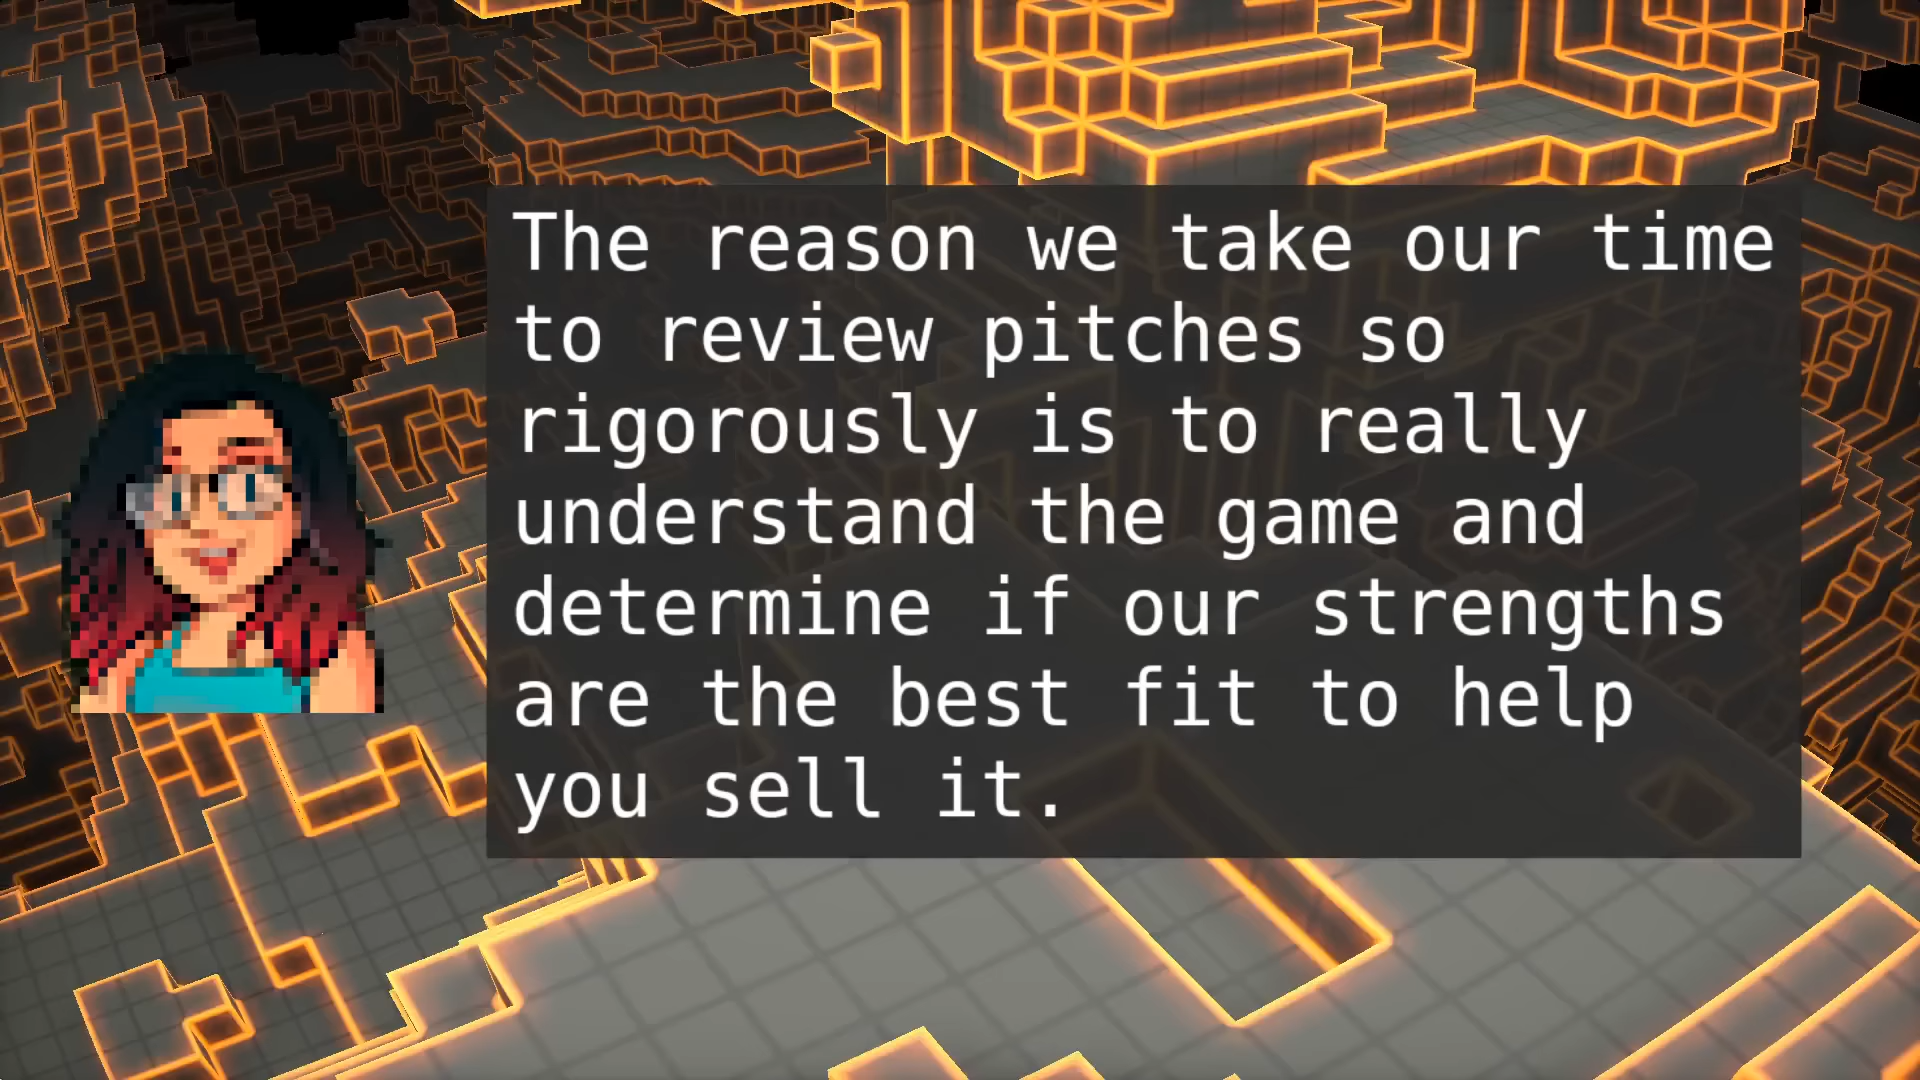 The reason we take our time
to review pitches so
rigorously is to really
understand the game and
determine if our strengths
are the best fit to help
you sell it.